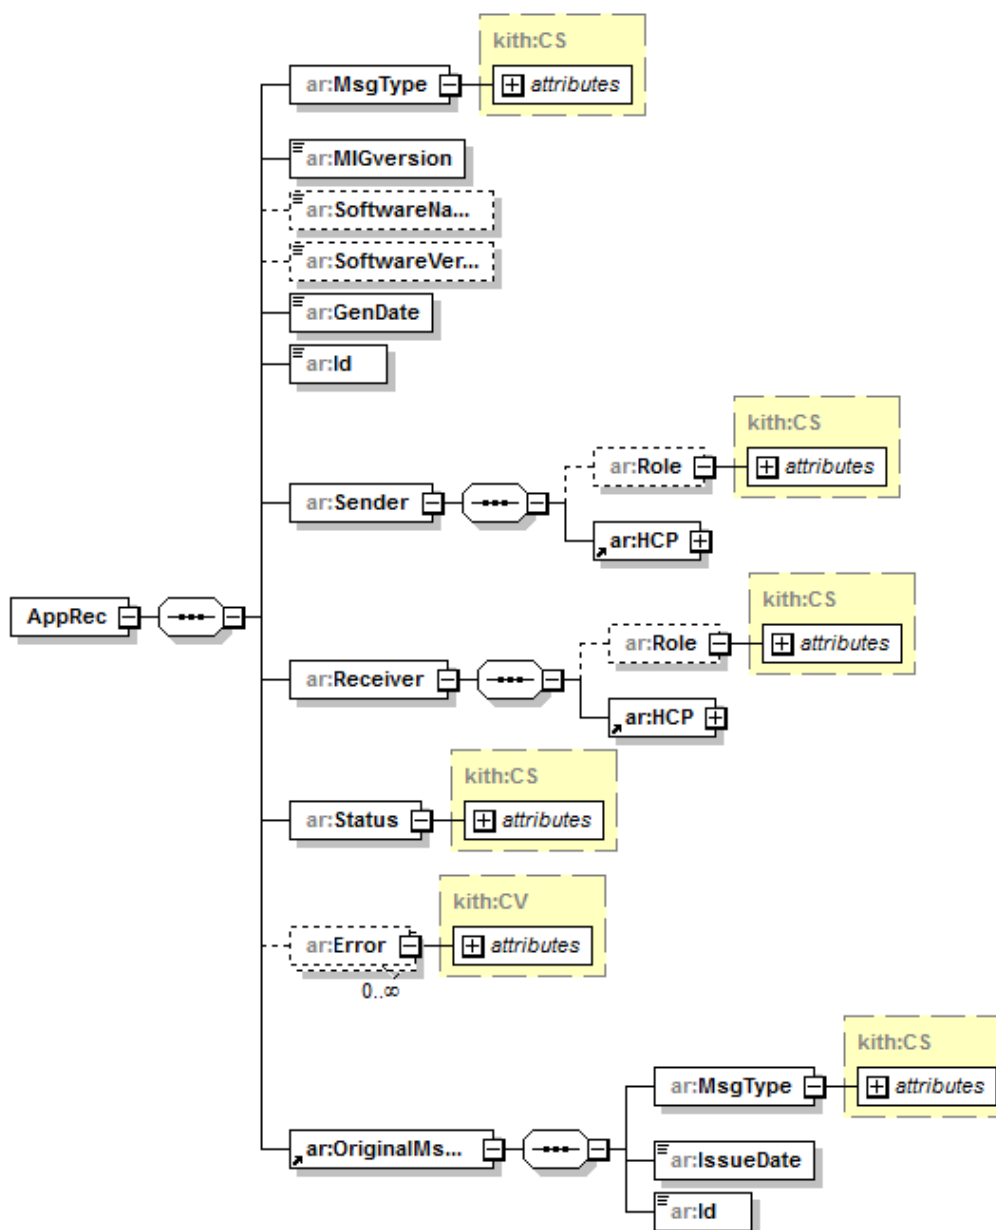 kith:CS
ar:MsgType
attributes
ar:MIGversion
ar:SoftwareNa...
ar:SoftwareVer...
ar:GenDate
ar:Id
kith:CS
ar:Role
attributes
ar:Sender
ar:HCP
kith:CS
AppRec
ar:Role
attributes
ar:Receiver
ar:HCP
kith:CS
ar:Status
attributes
kith:CV
ar:Error
attributes
0..∞
kith:CS
ar:MsgType
attributes
ar:OriginalMs...
ar:IssueDate
ar:Id